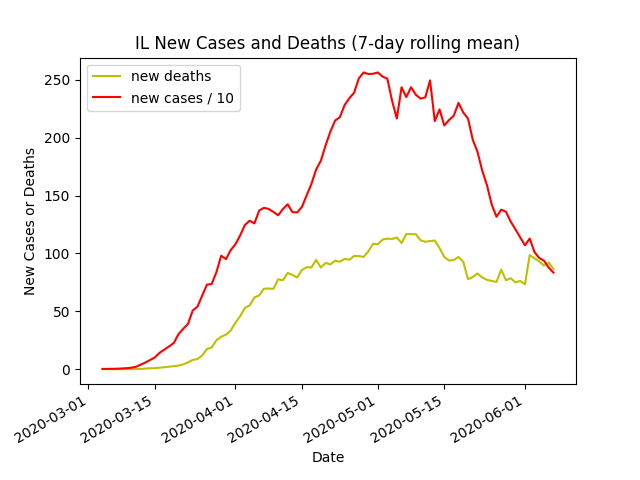 IL New Cases and Deaths (7-day rolling mean)
new deaths
new cases / 10
250
200
150
100
50
0
New Cases or Deaths
2020-03-01
2020-03-15
2020-04-01
2020-04-15
2020-05-01
2020-05-15
2020-06-01
Date